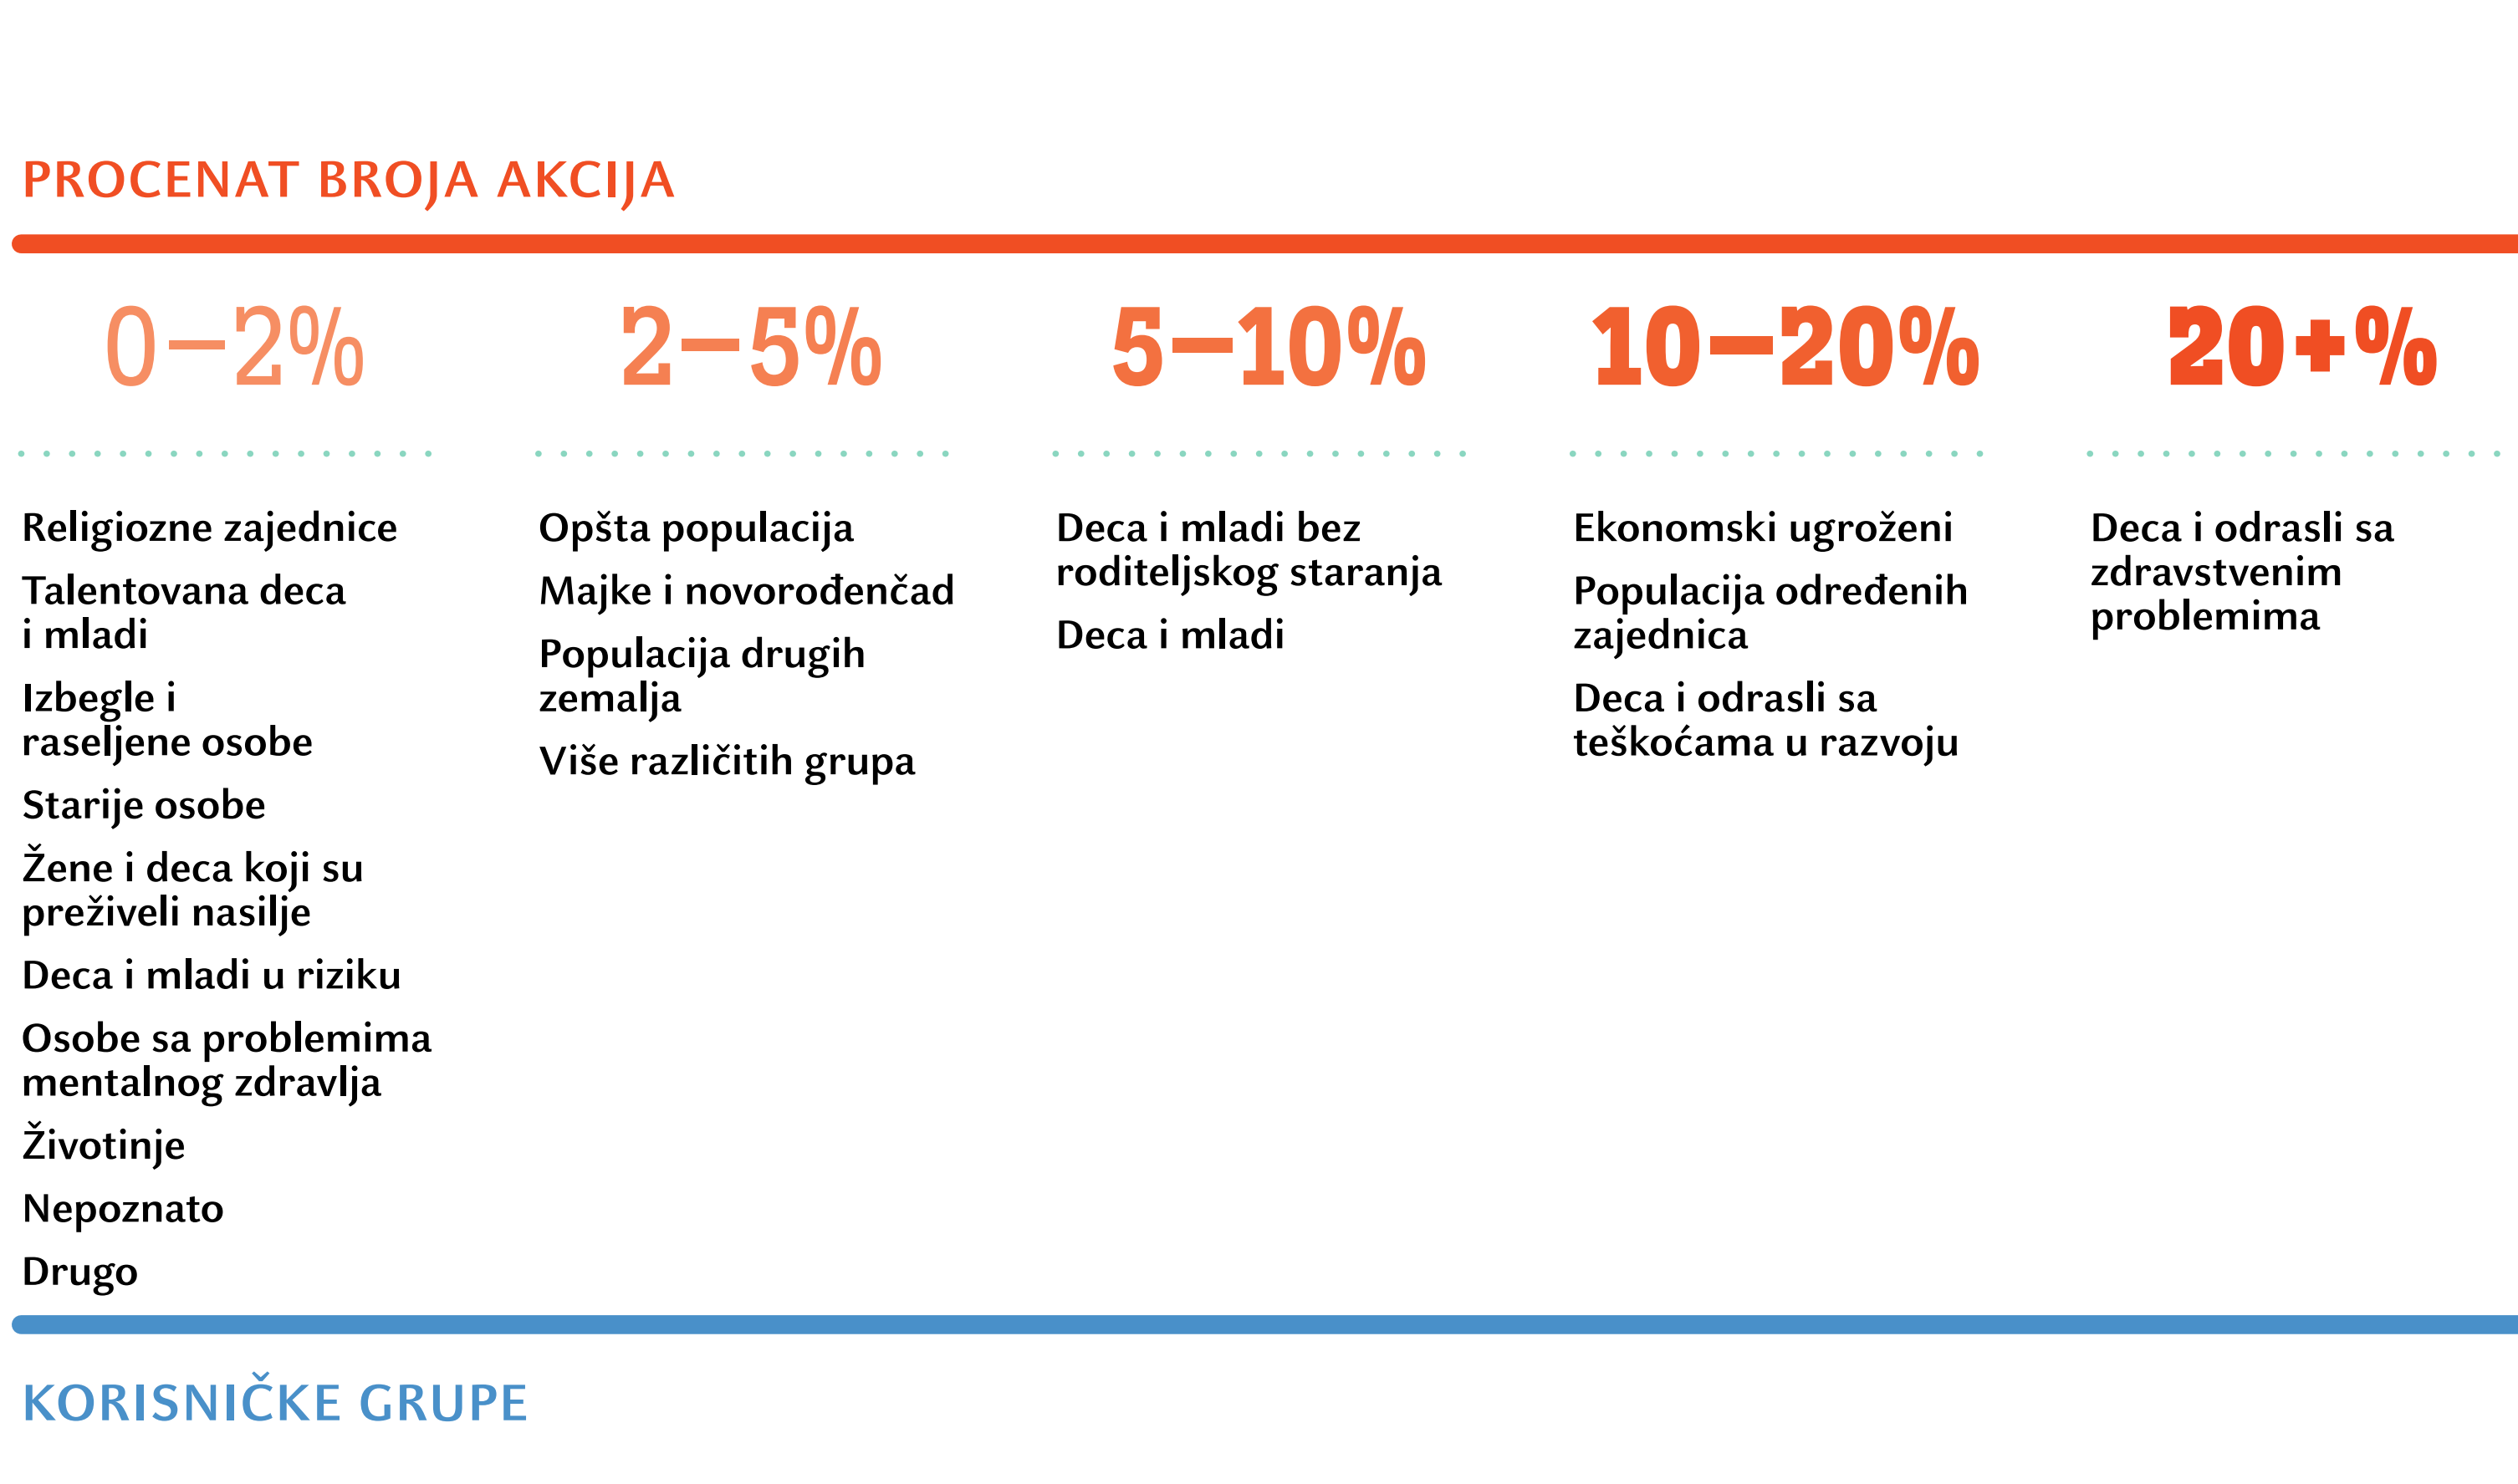 PROCENAT BROJA AKCIJA
0–2%
2–5%
5–10%
10–20%
20+%
Religiozne zajednice
Talentovana deca
i mladi
Izbegle i
raseljene osobe
Starije osobe
Žene i deca koji su
preživeli nasilje
Deca i mladi u riziku
Osobe sa problemima
mentalnog zdravlja
Životinje
Nepoznato
Drugo
Opšta populacija
Majke i novorođenčad
Populacija drugih
zemalja
Više različitih grupa
Deca i mladi bez
roditeljskog staranja
Deca i mladi
Ekonomski ugroženi
Populacija određenih
zajednica
Deca i odrasli sa
teškoćama u razvoju
Deca i odrasli sa
zdravstvenim
problemima
KORISNIČKE GRUPE